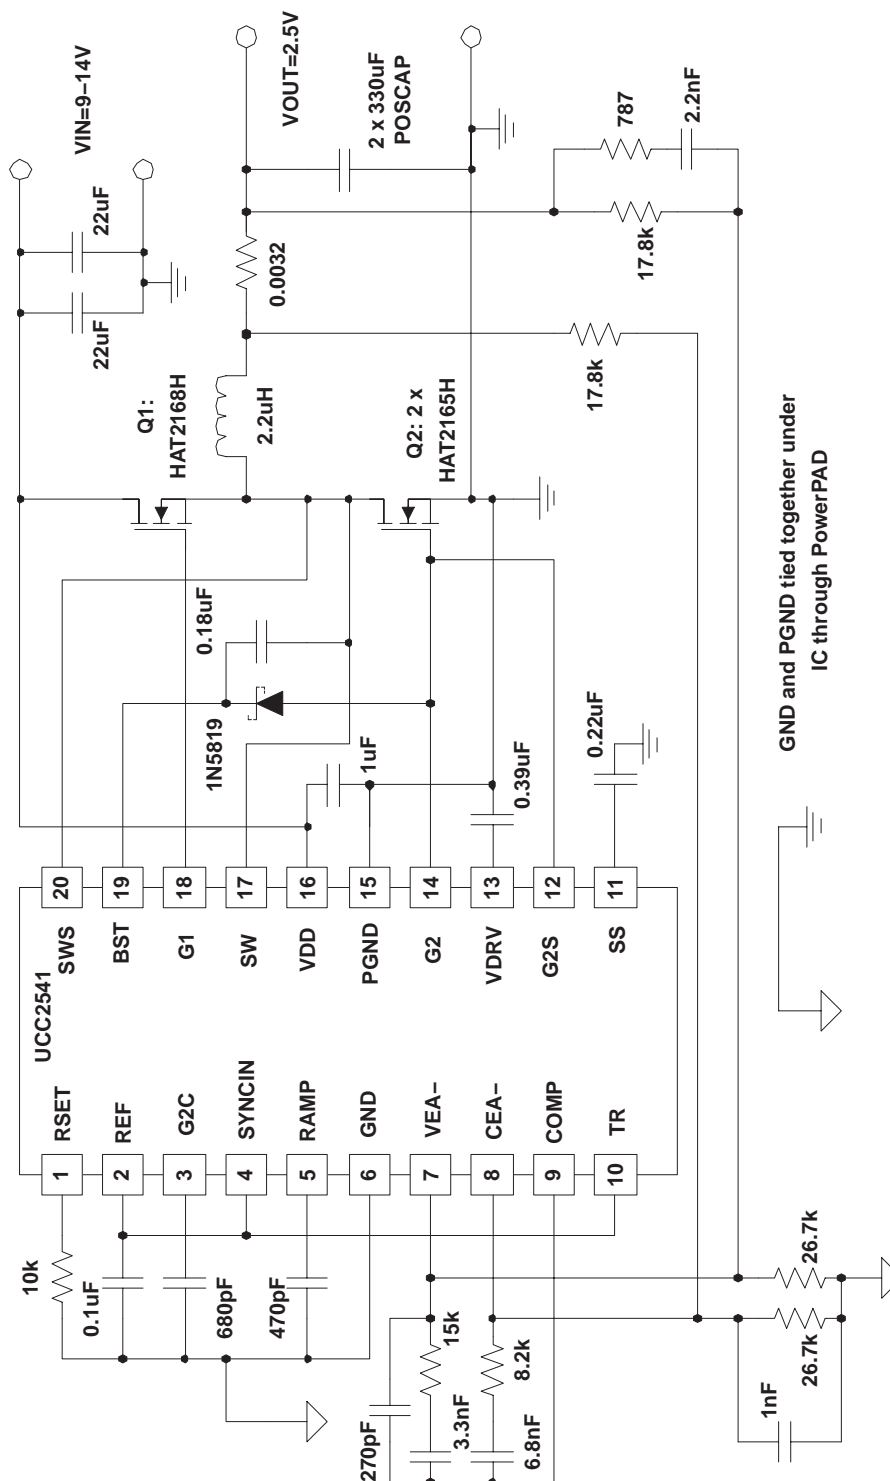 VIN=9–14V
22uF
22uF
VOUT=2.5V
2 x 330uF
POSCAP
0.0032
2.2uH
Q1:
HAT2168H
Q2: 2 x
HAT2165H
787
2.2nF
17.8k
17.8k
0.18uF
1N5819
1uF
0.39uF
0.22uF
GND and PGND tied together under
IC through PowerPAD
UCC2541
20
SWS
19
BST
18
G1
17
SW
16
VDD
15
PGND
14
G2
13
VDRV
12
G2S
11
SS
1
RSET
2
REF
3
G2C
4
SYNCIN
5
RAMP
6
GND
7
VEA–
8
CEA–
9
COMP
10
TR
10k
0.1uF
680pF
470pF
270pF
15k
3.3nF
8.2k
6.8nF
26.7k
26.7k
1nF